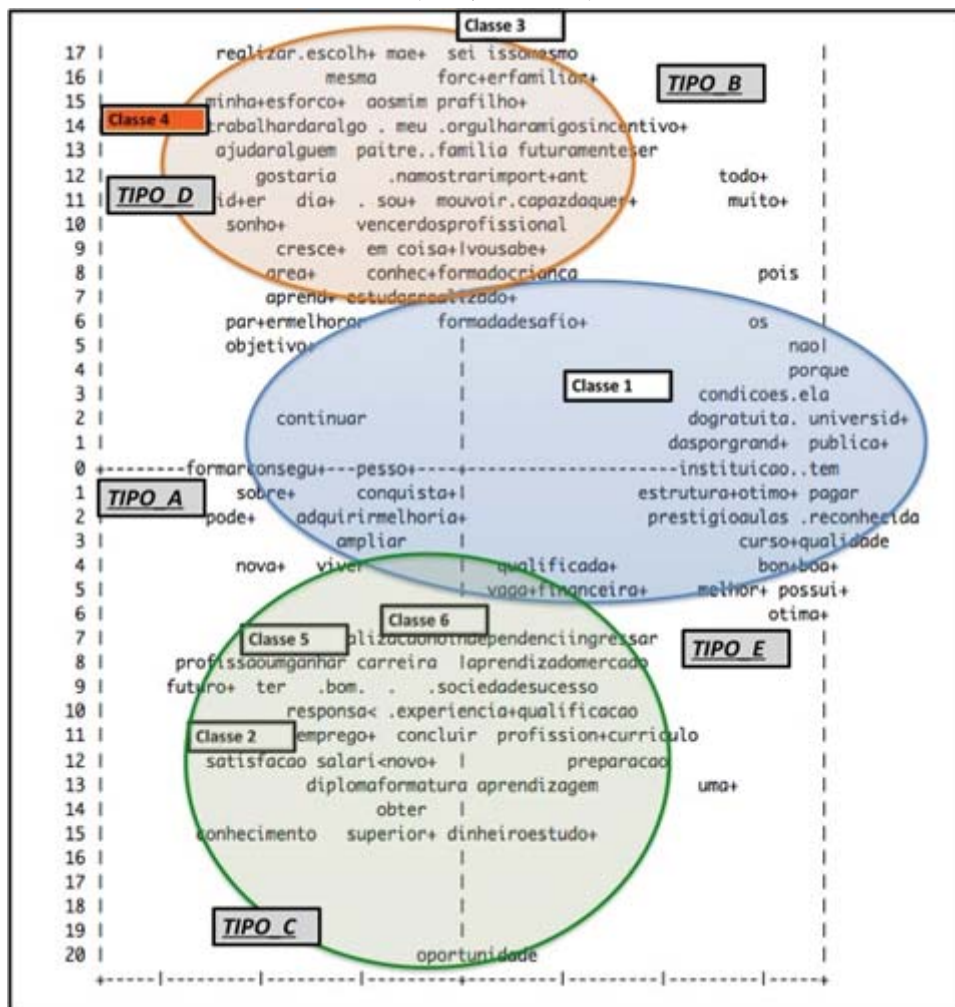 Classe 3
17 | realizar.escolh+ mae+ sei issomesmo
16 | mesma forc+erfamiliar+
TIPO_B
15 | minha+esforco+ aosmim prafilho+
Classe 4
14 | trabalhardaralgo . meu .orgulharamigosincentivo+
13 | ajudaralguem paitre..familia futuramenteser
12 | gostaria .namostrarimport+ant todo+
TIPO_D
11 | id+er dia+ . sou+ mouvoir.capazdaquer+ muito+
10 | sonho+ vencerdosprofissional
9 | cresce+ em coisa+|vousabe+ |
8 | area+ conhec+formadocrianca pois |
7 | aprend+ estudarrealizado+ |
6 | par+ermelhorar formadadesafio+ os |
5 | objetivo+ | nao|
4 | | porque
Classe 1
3 | | condicoes.ela
2 | continuar | dogratuita. universid+
1 | | dasporgrand+ publica+
0 +--------formarconsegu+---pesso+----+---------------------instituicao..tem
TIPO_A
1 | sobre+ conquista+| estrutura+otimo+ pagar
2 | pode+ adquirirmelhoria+ prestigioaulas .reconhecida
3 | ampliar | curso+qualidade
4 | nova+ viver | qualificada+ bon+boa+
5 | | vaga+financeira+ melhor+ possui+
6 | | otima+
Classe 6
Classe 5
7 | alizacaonoindependenciingressar
TIPO_E
8 | profissaoumganhar carreira |aprendizadomercado
9 | futuro+ ter .bom. . .sociedadesucesso |
10 | responsa< .experiencia+qualificacao |
Classe 2
11 | emprego+ concluir profission+curriculo |
12 | satisfacao salari<novo+ | preparacao |
13 | diplomaformatura aprendizagem uma+ |
14 | obter | |
15 | conhecimento superior+ dinheiroestudo+ |
16 | | |
17 | | |
18 | | |
19 | | |
TIPO_C
20 | oportunidade |
+-------|---------|---------|---------+---------|---------|---------|-----+